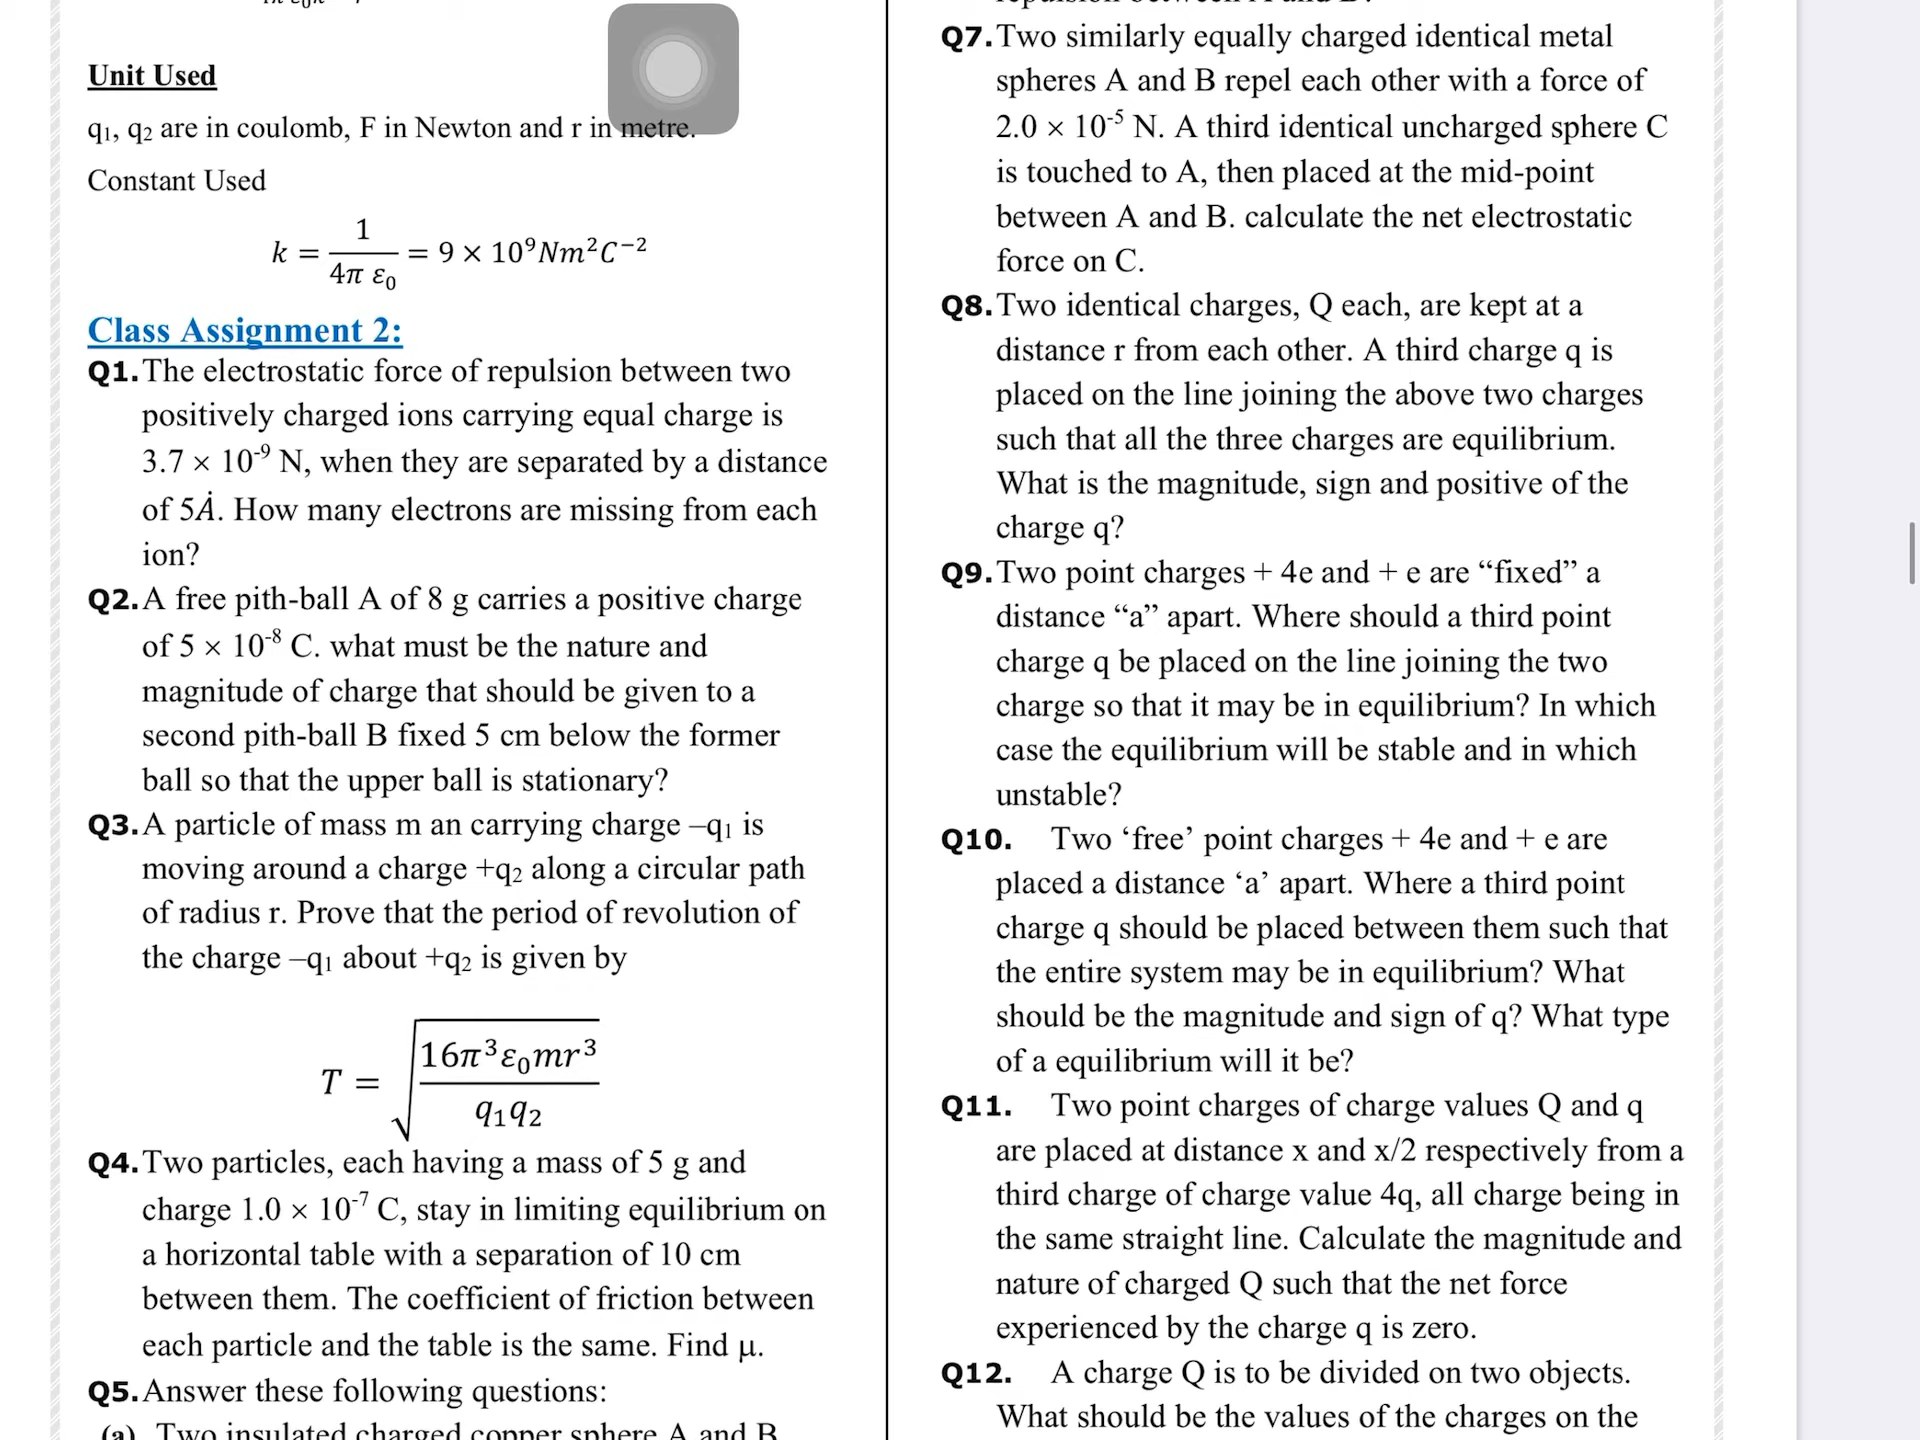 Unit Used
q₁, q₂ are in coulomb, F in Newton and r in metre.
Constant Used
k = 1/(4π ε₀) = 9 × 10⁹Nm²C⁻²
Class Assignment 2:
Q1. The electrostatic force of repulsion between two
positively charged ions carrying equal charge is
3.7 × 10⁻⁹ N, when they are separated by a distance
of 5Ȧ. How many electrons are missing from each
ion?
Q2. A free pith-ball A of 8 g carries a positive charge
of 5 × 10⁻⁸ C. what must be the nature and
magnitude of charge that should be given to a
second pith-ball B fixed 5 cm below the former
ball so that the upper ball is stationary?
Q3. A particle of mass m an carrying charge –q₁ is
moving around a charge +q₂ along a circular path
of radius r. Prove that the period of revolution of
the charge –q₁ about +q₂ is given by
T = √(16π³ε₀mr³/q₁q₂)
Q4. Two particles, each having a mass of 5 g and
charge 1.0 × 10⁻⁷ C, stay in limiting equilibrium on
a horizontal table with a separation of 10 cm
between them. The coefficient of friction between
each particle and the table is the same. Find μ.
Q5. Answer these following questions:
(a) Two insulated charged copper sphere A and B
Q7. Two similarly equally charged identical metal
spheres A and B repel each other with a force of
2.0 × 10⁻⁵ N. A third identical uncharged sphere C
is touched to A, then placed at the mid-point
between A and B. calculate the net electrostatic
force on C.
Q8. Two identical charges, Q each, are kept at a
distance r from each other. A third charge q is
placed on the line joining the above two charges
such that all the three charges are equilibrium.
What is the magnitude, sign and positive of the
charge q?
Q9. Two point charges + 4e and + e are “fixed” a
distance “a” apart. Where should a third point
charge q be placed on the line joining the two
charge so that it may be in equilibrium? In which
case the equilibrium will be stable and in which
unstable?
Q10. Two ‘free’ point charges + 4e and + e are
placed a distance ‘a’ apart. Where a third point
charge q should be placed between them such that
the entire system may be in equilibrium? What
should be the magnitude and sign of q? What type
of a equilibrium will it be?
Q11. Two point charges of charge values Q and q
are placed at distance x and x/2 respectively from a
third charge of charge value 4q, all charge being in
the same straight line. Calculate the magnitude and
nature of charged Q such that the net force
experienced by the charge q is zero.
Q12. A charge Q is to be divided on two objects.
What should be the values of the charges on the